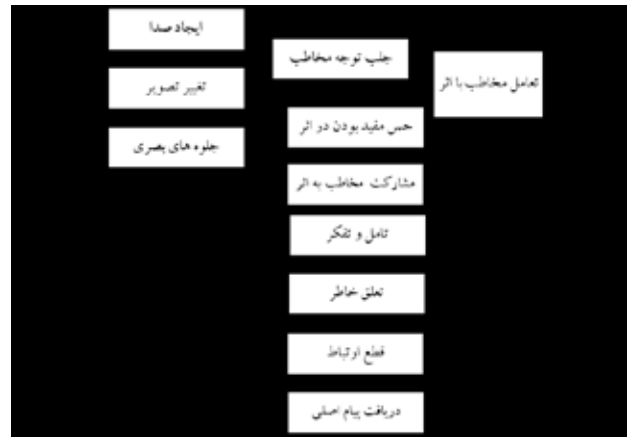 تعامل مخاطب با اثر
جلب توجه مخاطب
حس مفید بودن در اثر
مشارکت مخاطب به اثر
تامل و تفکر
تعلق خاطر
قطع ارتباط
دریافت پیام اصلی
ایجاد صدا
تغییر تصویر
جلوه های بصری